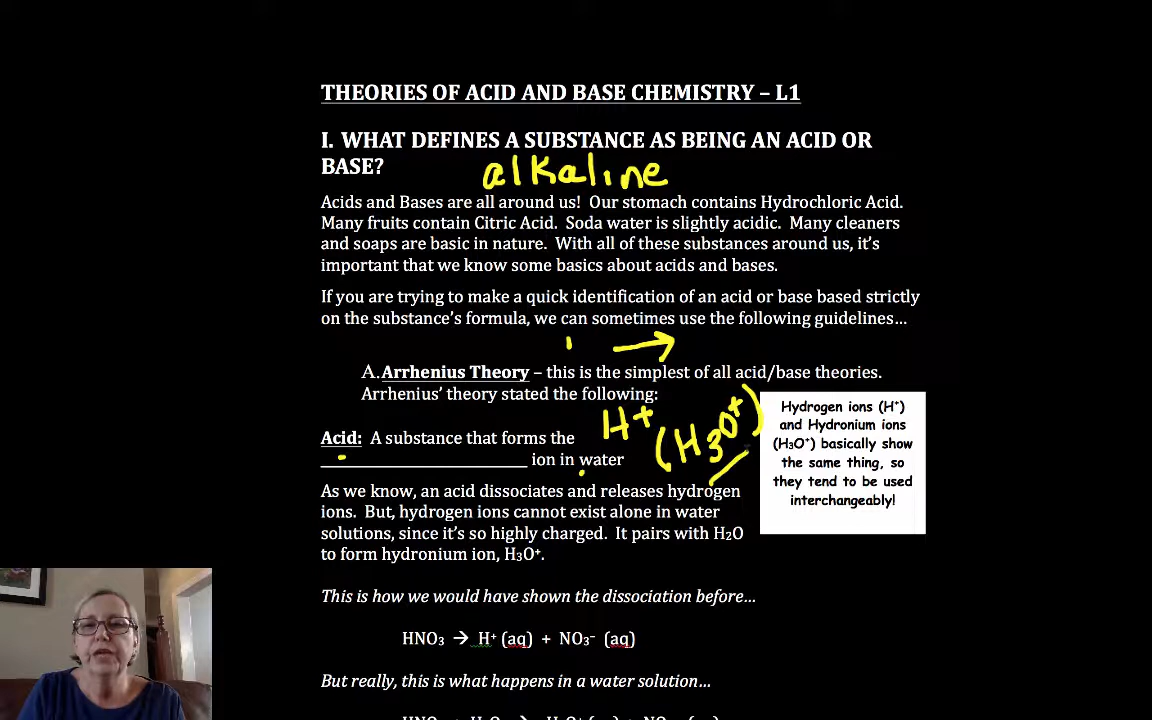 THEORIES OF ACID AND BASE CHEMISTRY – L1
I. WHAT DEFINES A SUBSTANCE AS BEING AN ACID OR
BASE?
alkaline
Acids and Bases are all around us! Our stomach contains Hydrochloric Acid.
Many fruits contain Citric Acid. Soda water is slightly acidic. Many cleaners
and soaps are basic in nature. With all of these substances around us, it's
important that we know some basics about acids and bases.
If you are trying to make a quick identification of an acid or base based strictly
on the substance's formula, we can sometimes use the following guidelines…
A. Arrhenius Theory – this is the simplest of all acid/base theories.
Arrhenius' theory stated the following:
H+ (H3O+)
Acid: A substance that forms the
____________________ ion in water
Hydrogen ions (H+)
and Hydronium ions
(H3O+) basically show
the same thing, so
they tend to be used
interchangeably!
As we know, an acid dissociates and releases hydrogen
ions. But, hydrogen ions cannot exist alone in water
solutions, since it's so highly charged. It pairs with H2O
to form hydronium ion, H3O+.
This is how we would have shown the dissociation before…
HNO3 → H+ (aq) + NO3– (aq)
But really, this is what happens in a water solution…